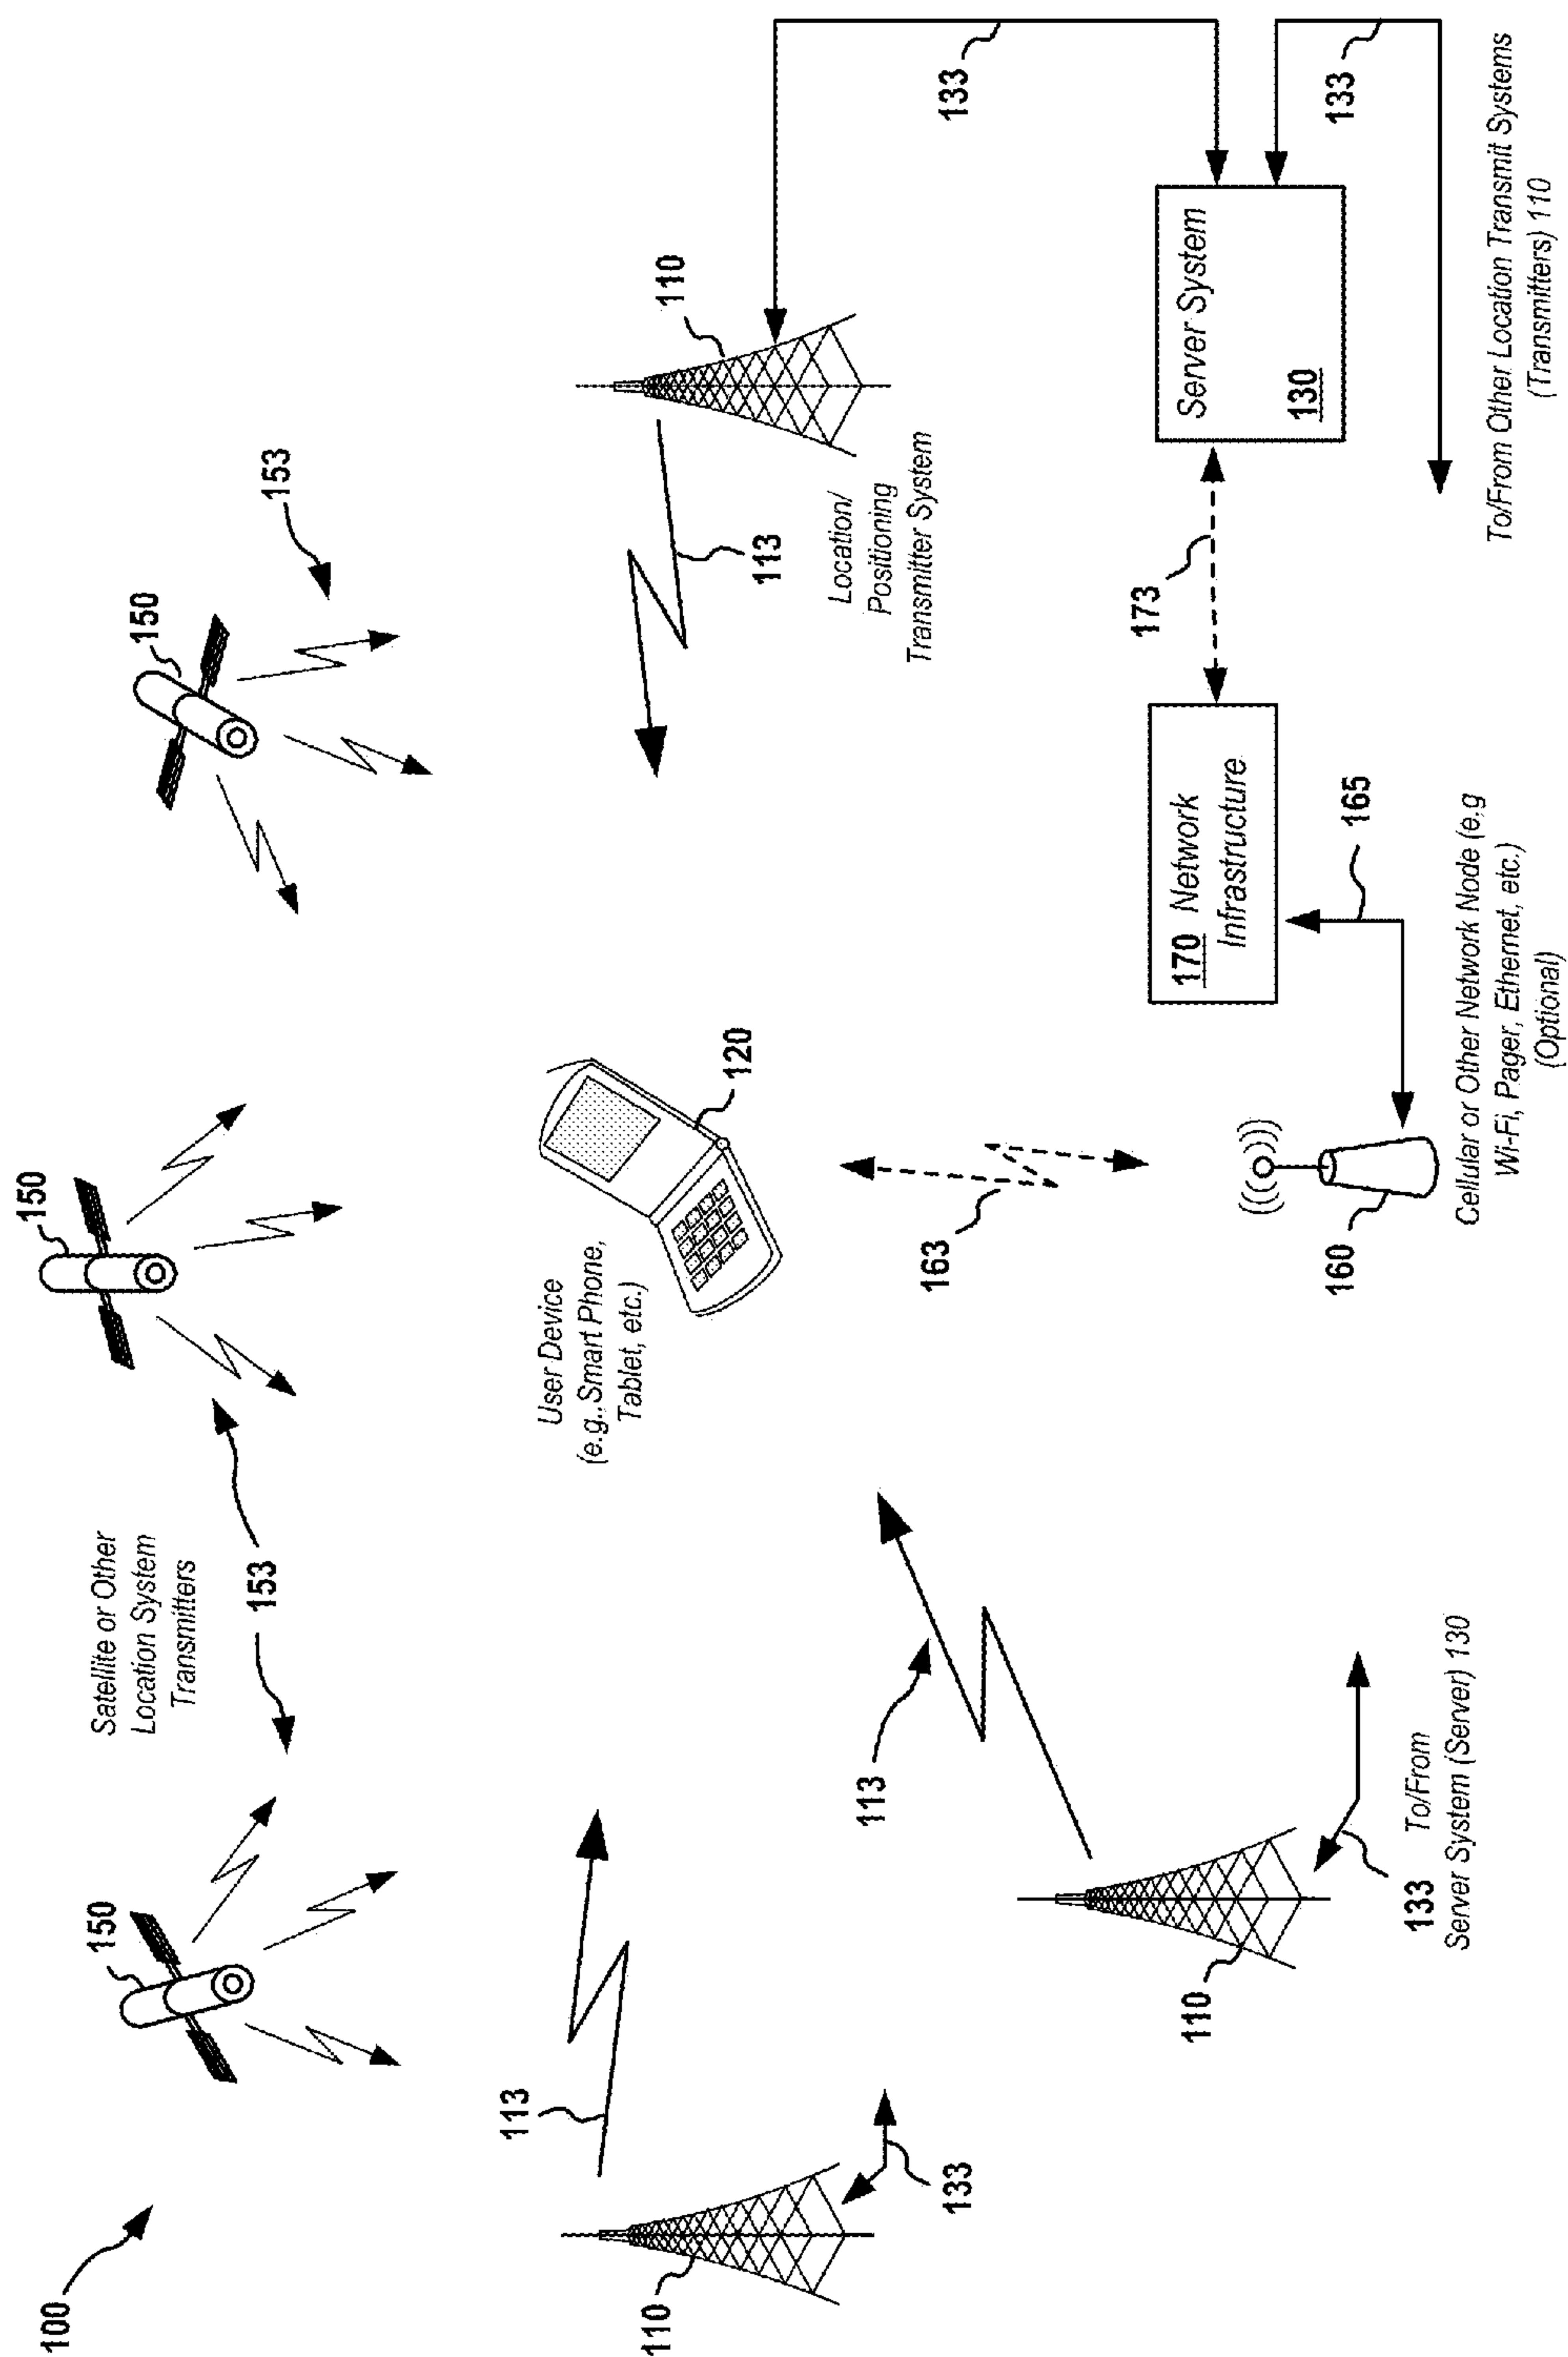 100
Satellite or Other
Location System
Transmitters
150
150
150
153
153
113
110
133
User Device
(e.g., Smart Phone,
Tablet, etc.)
120
113
110
Location/
Positioning
Transmitter System
133
113
110
133
To/From
Server System (Server) 130
163
160
Cellular or Other Network Node (e,g
Wi-Fi, Pager, Ethernet, etc.)
(Optional)
165
170 Network
Infrastructure
173
Server System
130
133
To/From Other Location Transmit Systems
(Transmitters) 110